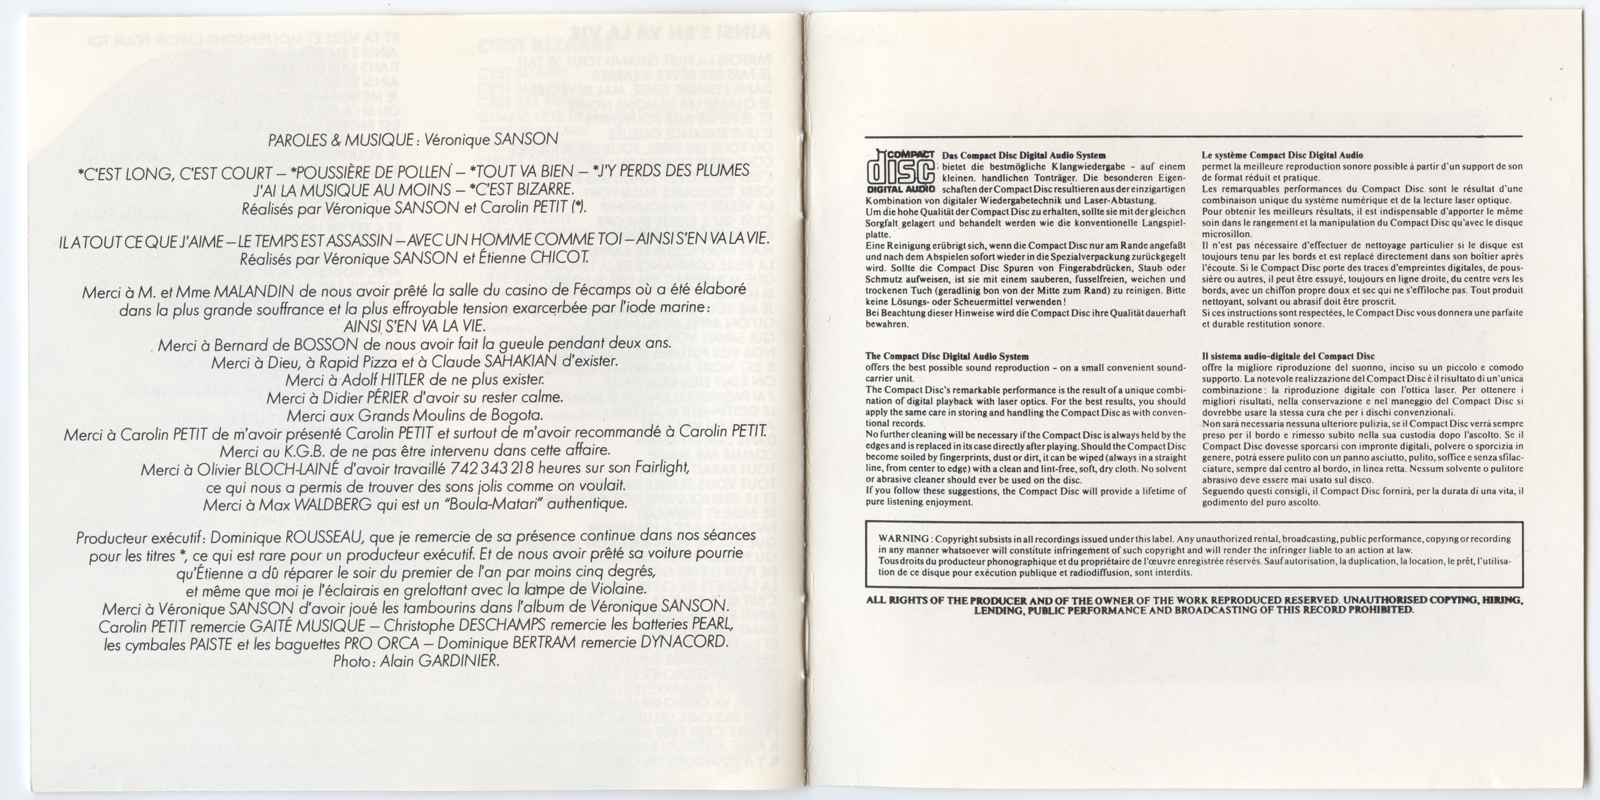 PAROLES & MUSIQUE : Véronique SANSON
*C'EST LONG, C'EST COURT – *POUSSIÈRE DE POLLEN – *TOUT VA BIEN – *J'Y PERDS DES PLUMES
J'AI LA MUSIQUE AU MOINS – *C'EST BIZARRE.
Réalisés par Véronique SANSON et Carolin PETIT (*).
IL A TOUT CE QUE J'AIME – LE TEMPS EST ASSASSIN – AVEC UN HOMME COMME TOI – AINSI S'EN VA LA VIE.
Réalisés par Véronique SANSON et Étienne CHICOT.
Merci à M. et Mme MALANDIN de nous avoir prêté la salle du casino de Fécamps où a été élaboré
dans la plus grande souffrance et la plus effroyable tension exarcerbée par l'iode marine :
AINSI S'EN VA LA VIE.
Merci à Bernard de BOSSON de nous avoir fait la gueule pendant deux ans.
Merci à Dieu, à Rapid Pizza et à Claude SAHAKIAN d'exister.
Merci à Adolf HITLER de ne plus exister.
Merci à Didier PÉRIER d'avoir su rester calme.
Merci aux Grands Moulins de Bogota.
Merci à Carolin PETIT de m'avoir présenté Carolin PETIT et surtout de m'avoir recommandé à Carolin PETIT.
Merci au K.G.B. de ne pas être intervenu dans cette affaire.
Merci à Olivier BLOCH-LAINÉ d'avoir travaillé 742 343 218 heures sur son Fairlight,
ce qui nous a permis de trouver des sons jolis comme on voulait.
Merci à Max WALDBERG qui est un "Boula-Matari" authentique.
Producteur exécutif : Dominique ROUSSEAU, que je remercie de sa présence continue dans nos séances
pour les titres *, ce qui est rare pour un producteur exécutif. Et de nous avoir prêté sa voiture pourrie
qu'Étienne a dû réparer le soir du premier de l'an par moins cinq degrés,
et même que moi je l'éclairais en grelottant avec la lampe de Violaine.
Merci à Véronique SANSON d'avoir joué les tambourins dans l'album de Véronique SANSON.
Carolin PETIT remercie GAITÉ MUSIQUE – Christophe DESCHAMPS remercie les batteries PEARL,
les cymbales PAISTE et les baguettes PRO ORCA – Dominique BERTRAM remercie DYNACORD.
Photo : Alain GARDINIER.
COMPACT
disc
DIGITAL AUDIO
Das Compact Disc Digital Audio System
bietet die bestmögliche Klangwiedergabe – auf einem
kleinen, handlichen Tonträger. Die besonderen Eigen-
schaften der Compact Disc resultieren aus der einzigartigen
Kombination von digitaler Wiedergabetechnik und Laser-Abtastung.
Um die hohe Qualität der Compact Disc zu erhalten, sollte sie mit der gleichen
Sorgfalt gelagert und behandelt werden wie die konventionelle Langspiel-
platte.
Eine Reinigung erübrigt sich, wenn die Compact Disc nur am Rande angefaßt
und nach dem Abspielen sofort wieder in die Spezialverpackung zurückgelegt
wird. Sollte die Compact Disc Spuren von Fingerabdrücken, Staub oder
Schmutz aufweisen, ist sie mit einem sauberen, fusselfreien, weichen und
trockenen Tuch (geradlinig bon von der Mitte zum Rand) zu reinigen. Bitte
keine Lösungs- oder Scheuermittel verwenden !
Bei Beachtung dieser Hinweise wird die Compact Disc ihre Qualität dauerhaft
bewahren.
Le système Compact Disc Digital Audio
permet la meilleure reproduction sonore possible à partir d'un support de son
de format réduit et pratique.
Les remarquables performances du Compact Disc sont le résultat d'une
combinaison unique du système numérique et de la lecture laser optique.
Pour obtenir les meilleurs résultats, il est indispensable d'apporter le même
soin dans le rangement et la manipulation du Compact Disc qu'avec le disque
microsillon.
Il n'est pas nécessaire d'effectuer de nettoyage particulier si le disque est
toujours tenu par les bords et est replacé directement dans son boîtier après
l'écoute. Si le Compact Disc porte des traces d'empreintes digitales, de pous-
sière ou autres, il peut être essuyé, toujours en ligne droite, du centre vers les
bords, avec un chiffon propre doux et sec qui ne s'effiloche pas. Tout produit
nettoyant, solvant ou abrasif doit être proscrit.
Si ces instructions sont respectées, le Compact Disc vous donnera une parfaite
et durable restitution sonore.
The Compact Disc Digital Audio System
offers the best possible sound reproduction – on a small convenient sound-
carrier unit.
The Compact Disc's remarkable performance is the result of a unique combi-
nation of digital playback with laser optics. For the best results, you should
apply the same care in storing and handling the Compact Disc as with conven-
tional records.
No further cleaning will be necessary if the Compact Disc is always held by the
edges and is replaced in its case directly after playing. Should the Compact Disc
become soiled by fingerprints, dust or dirt, it can be wiped (always in a straight
line, from center to edge) with a clean and lint-free, soft, dry cloth. No solvent
or abrasive cleaner should ever be used on the disc.
If you follow these suggestions, the Compact Disc will provide a lifetime of
pure listening enjoyment.
Il sistema audio-digitale del Compact Disc
offre la migliore riproduzione del suonno, inciso su un piccolo e comodo
supporto. La notevole realizzazione del Compact Disc è il risultato di un'unica
combinazione : la riproduzione digitale con l'ottica laser. Per ottenere i
migliori risultati, nella conservazione e nel maneggio del Compact Disc si
dovrebbe usare la stessa cura che per i dischi convenzionali.
Non sarà necessaria nessuna ulteriore pulizia, se il Compact Disc verrà sempre
preso per il bordo e rimesso subito nella sua custodia dopo l'ascolto. Se il
Compact Disc dovesse sporcarsi con impronte digitali, polvere o sporcizia in
genere, potrà essere pulito con un panno asciutto, pulito, soffice e senza sfilac-
ciature, sempre dal centro al bordo, in linea retta. Nessum solvente o pulitore
abrasivo deve essere mai usato sul disco.
Seguendo questi consigli, il Compact Disc fornirà, per la durata di una vita, il
godimento del puro ascolto.
WARNING : Copyright subsists in all recordings issued under this label. Any unauthorized rental, broadcasting, public performance, copying or recording
in any manner whatsoever will constitute infringement of such copyright and will render the infringer liable to an action at law.
Tous droits du producteur phonographique et du propriétaire de l'œuvre enregistrée réservés. Sauf autorisation, la duplication, la location, le prêt, l'utilisa-
tion de ce disque pour exécution publique et radiodiffusion, sont interdits.
ALL RIGHTS OF THE PRODUCER AND OF THE OWNER OF THE WORK REPRODUCED RESERVED. UNAUTHORISED COPYING, HIRING,
LENDING, PUBLIC PERFORMANCE AND BROADCASTING OF THIS RECORD PROHIBITED.